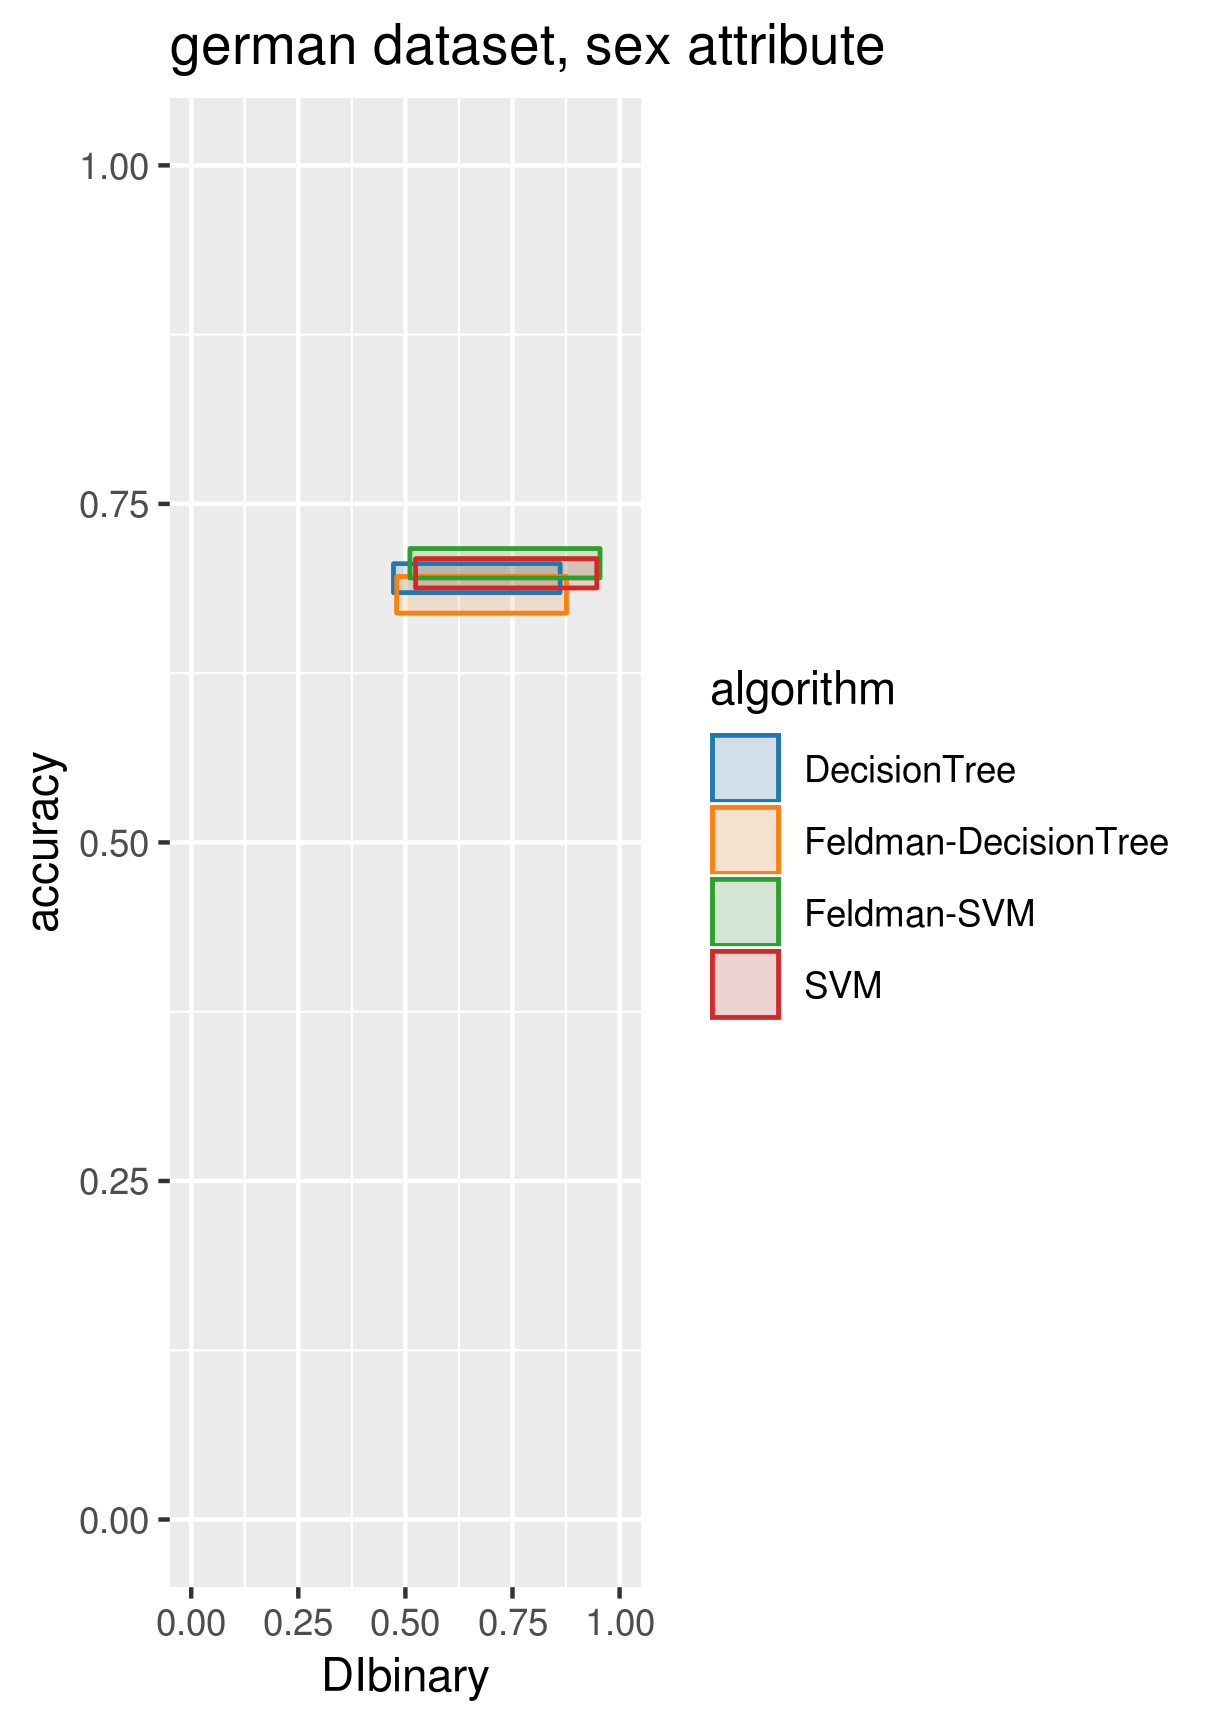 german dataset, sex attribute
1.00
0.75
0.50
0.25
0.00
accuracy
0.00 0.25 0.50 0.75 1.00
DIbinary
algorithm
DecisionTree
Feldman-DecisionTree
Feldman-SVM
SVM